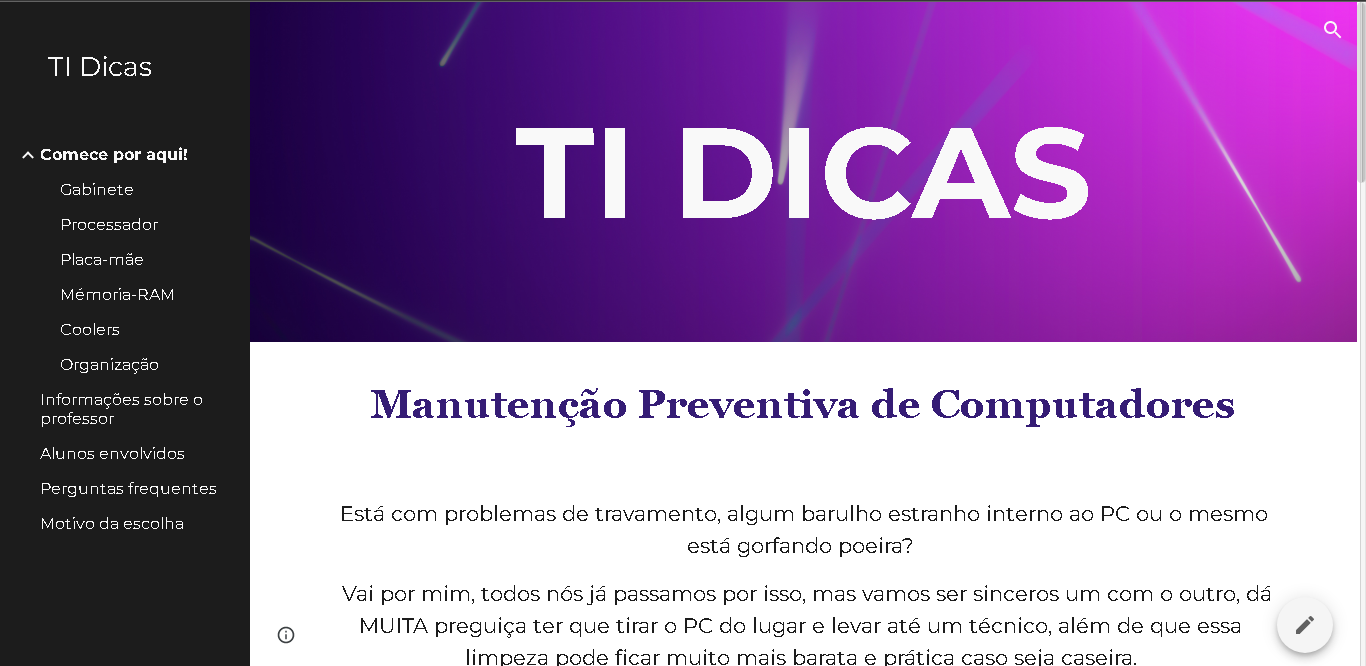 TI Dicas
Comece por aqui!
Gabinete
Processador
Placa-mãe
Mémoria-RAM
Coolers
Organização
Informações sobre o
professor
Alunos envolvidos
Perguntas frequentes
Motivo da escolha
TI DICAS
Manutenção Preventiva de Computadores
Está com problemas de travamento, algum barulho estranho interno ao PC ou o mesmo
está gorfando poeira?
Vai por mim, todos nós já passamos por isso, mas vamos ser sinceros um com o outro, dá
MUITA preguiça ter que tirar o PC do lugar e levar até um técnico, além de que essa
limpeza pode ficar muito mais barata e prática caso seja caseira.